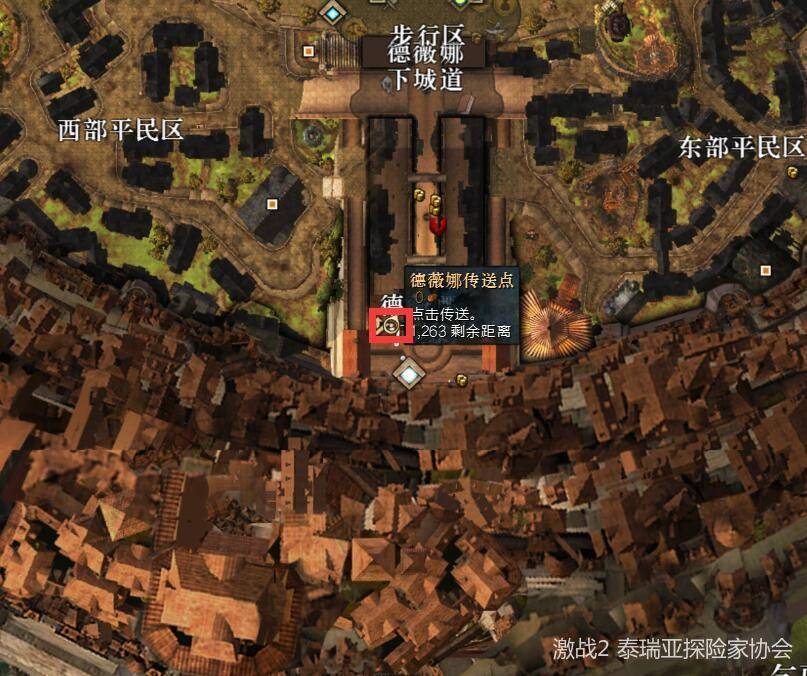 步行区
德薇娜
下城道
西部平民区
东部平民区
德薇娜传送点
0
德
点击传送。
1,263 剩余距离
激战2 泰瑞亚探险家协会